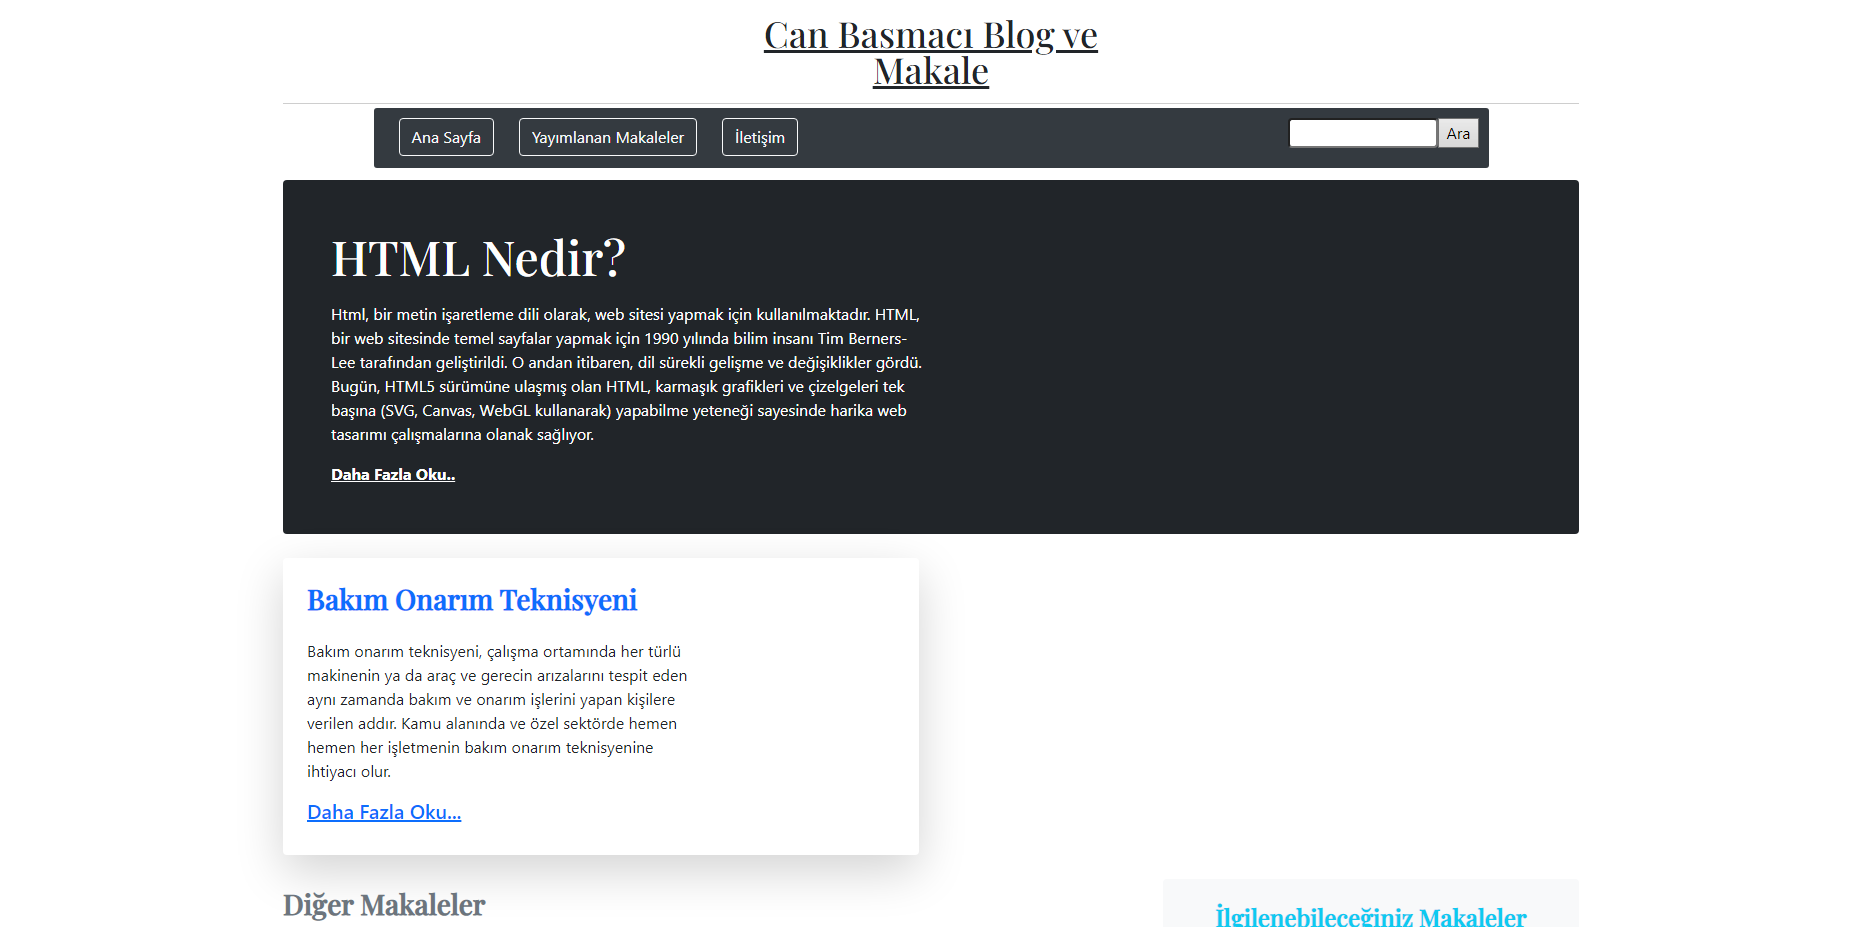 Can Basmacı Blog ve
Makale
Ana Sayfa
Yayımlanan Makaleler
İletişim
Ara
HTML Nedir?
Html, bir metin işaretleme dili olarak, web sitesi yapmak için kullanılmaktadır. HTML,
bir web sitesinde temel sayfalar yapmak için 1990 yılında bilim insanı Tim Berners-
Lee tarafından geliştirildi. O andan itibaren, dil sürekli gelişme ve değişiklikler gördü.
Bugün, HTML5 sürümüne ulaşmış olan HTML, karmaşık grafikleri ve çizelgeleri tek
başına (SVG, Canvas, WebGL kullanarak) yapabilme yeteneği sayesinde harika web
tasarımı çalışmalarına olanak sağlıyor.
Daha Fazla Oku..
Bakım Onarım Teknisyeni
Bakım onarım teknisyeni, çalışma ortamında her türlü
makinenin ya da araç ve gerecin arızalarını tespit eden
aynı zamanda bakım ve onarım işlerini yapan kişilere
verilen addır. Kamu alanında ve özel sektörde hemen
hemen her işletmenin bakım onarım teknisyenine
ihtiyacı olur.
Daha Fazla Oku...
Diğer Makaleler
İlgilenebileceğiniz Makaleler